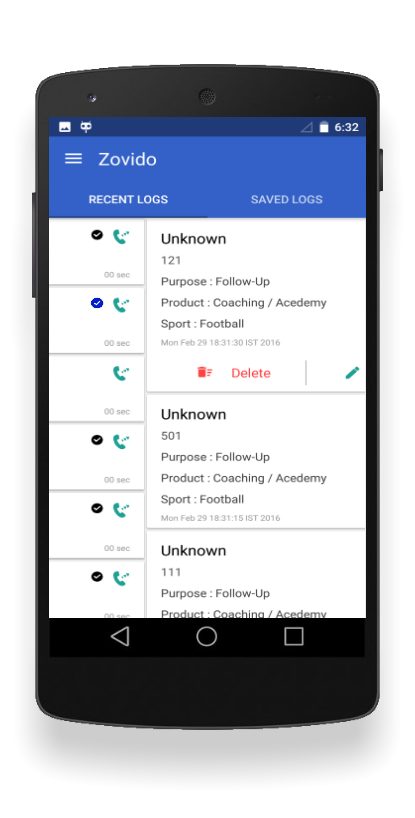 6:32
Zovido
RECENT LOGS
SAVED LOGS
00 sec
00 sec
00 sec
00 sec
00 sec
00 sec
Unknown
121
Purpose : Follow-Up
Product : Coaching / Acedemy
Sport : Football
Mon Feb 29 18:31:30 IST 2016
Delete
Unknown
501
Purpose : Follow-Up
Product : Coaching / Acedemy
Sport : Football
Mon Feb 29 18:31:15 IST 2016
Unknown
111
Purpose : Follow-Up
Product : Coaching / Acedemy